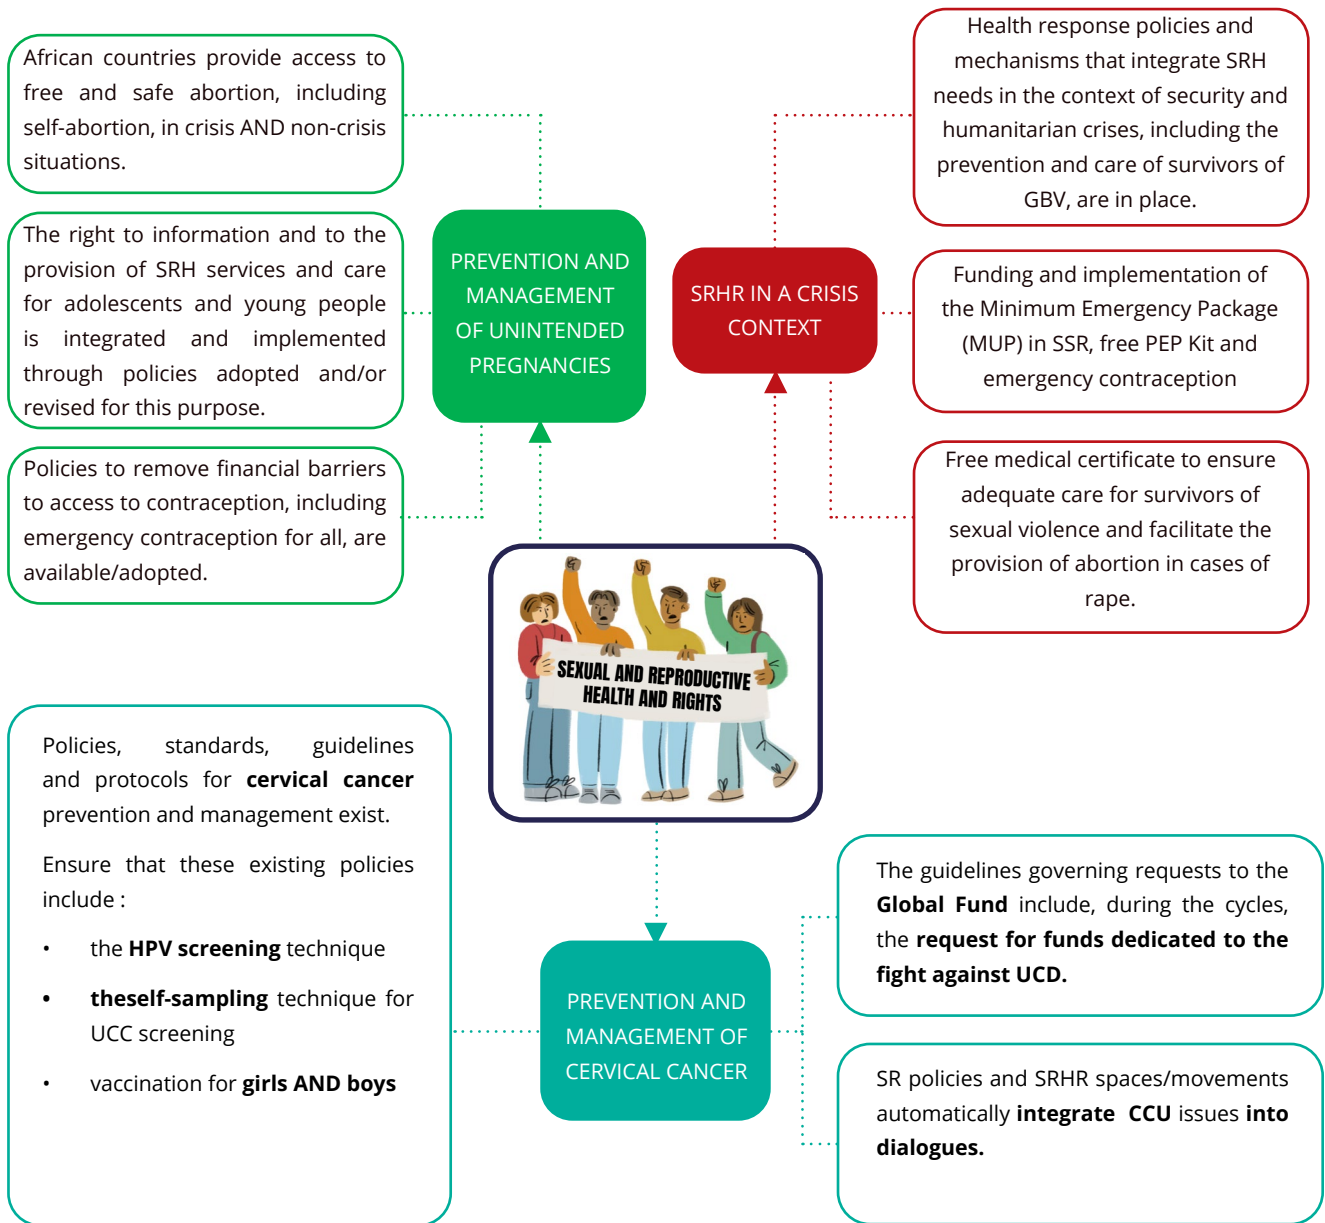 African countries provide access to
free and safe abortion, including
self-abortion, in crisis AND non-crisis
situations.
The right to information and to the
provision of SRH services and care
for adolescents and young people
is integrated and implemented
through policies adopted and/or
revised for this purpose.
Policies to remove financial barriers
to access to contraception, including
emergency contraception for all, are
available/adopted.
PREVENTION AND
MANAGEMENT
OF UNINTENDED
PREGNANCIES
SRHR IN A CRISIS
CONTEXT
Health response policies and
mechanisms that integrate SRH
needs in the context of security and
humanitarian crises, including the
prevention and care of survivors of
GBV, are in place.
Funding and implementation of
the Minimum Emergency Package
(MUP) in SSR, free PEP Kit and
emergency contraception
Free medical certificate to ensure
adequate care for survivors of
sexual violence and facilitate the
provision of abortion in cases of
rape.
SEXUAL AND REPRODUCTIVE
HEALTH AND RIGHTS
Policies, standards, guidelines
and protocols for cervical cancer
prevention and management exist.
Ensure that these existing policies
include :
• the HPV screening technique
• theself-sampling technique for
UCC screening
• vaccination for girls AND boys
PREVENTION AND
MANAGEMENT OF
CERVICAL CANCER
The guidelines governing requests to the
Global Fund include, during the cycles,
the request for funds dedicated to the
fight against UCD.
SR policies and SRHR spaces/movements
automatically integrate CCU issues into
dialogues.